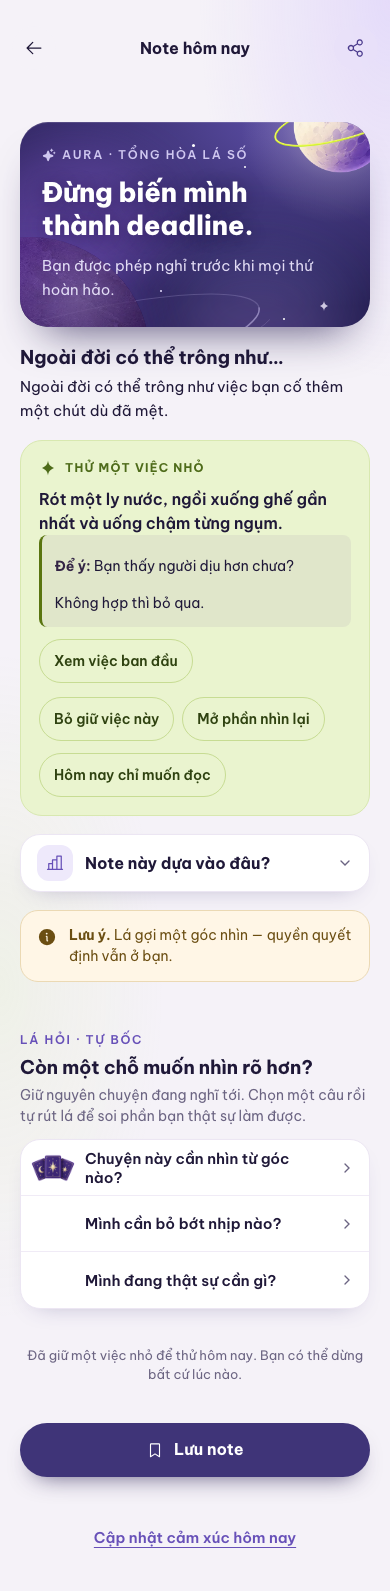 Note hôm nay
AURA · TỔNG HÒA LÁ SỐ
Đừng biến mình
thành deadline.
Bạn được phép nghỉ trước khi mọi thứ
hoàn hảo.
Ngoài đời có thể trông như...
Ngoài đời có thể trông như việc bạn cố thêm
một chút dù đã mệt.
THỬ MỘT VIỆC NHỎ
Rót một ly nước, ngồi xuống ghế gần
nhất và uống chậm từng ngụm.
Để ý: Bạn thấy người dịu hơn chưa?
Không hợp thì bỏ qua.
Xem việc ban đầu
Bỏ giữ việc này
Mở phần nhìn lại
Hôm nay chỉ muốn đọc
Note này dựa vào đâu?
Lưu ý. Lá gợi một góc nhìn — quyền quyết
định vẫn ở bạn.
LÁ HỎI · TỰ BỐC
Còn một chỗ muốn nhìn rõ hơn?
Giữ nguyên chuyện đang nghĩ tới. Chọn một câu rồi
tự rút lá để soi phần bạn thật sự làm được.
Chuyện này cần nhìn từ góc
nào?
Mình cần bỏ bớt nhịp nào?
Mình đang thật sự cần gì?
Đã giữ một việc nhỏ để thử hôm nay. Bạn có thể dừng
bất cứ lúc nào.
Lưu note
Cập nhật cảm xúc hôm nay